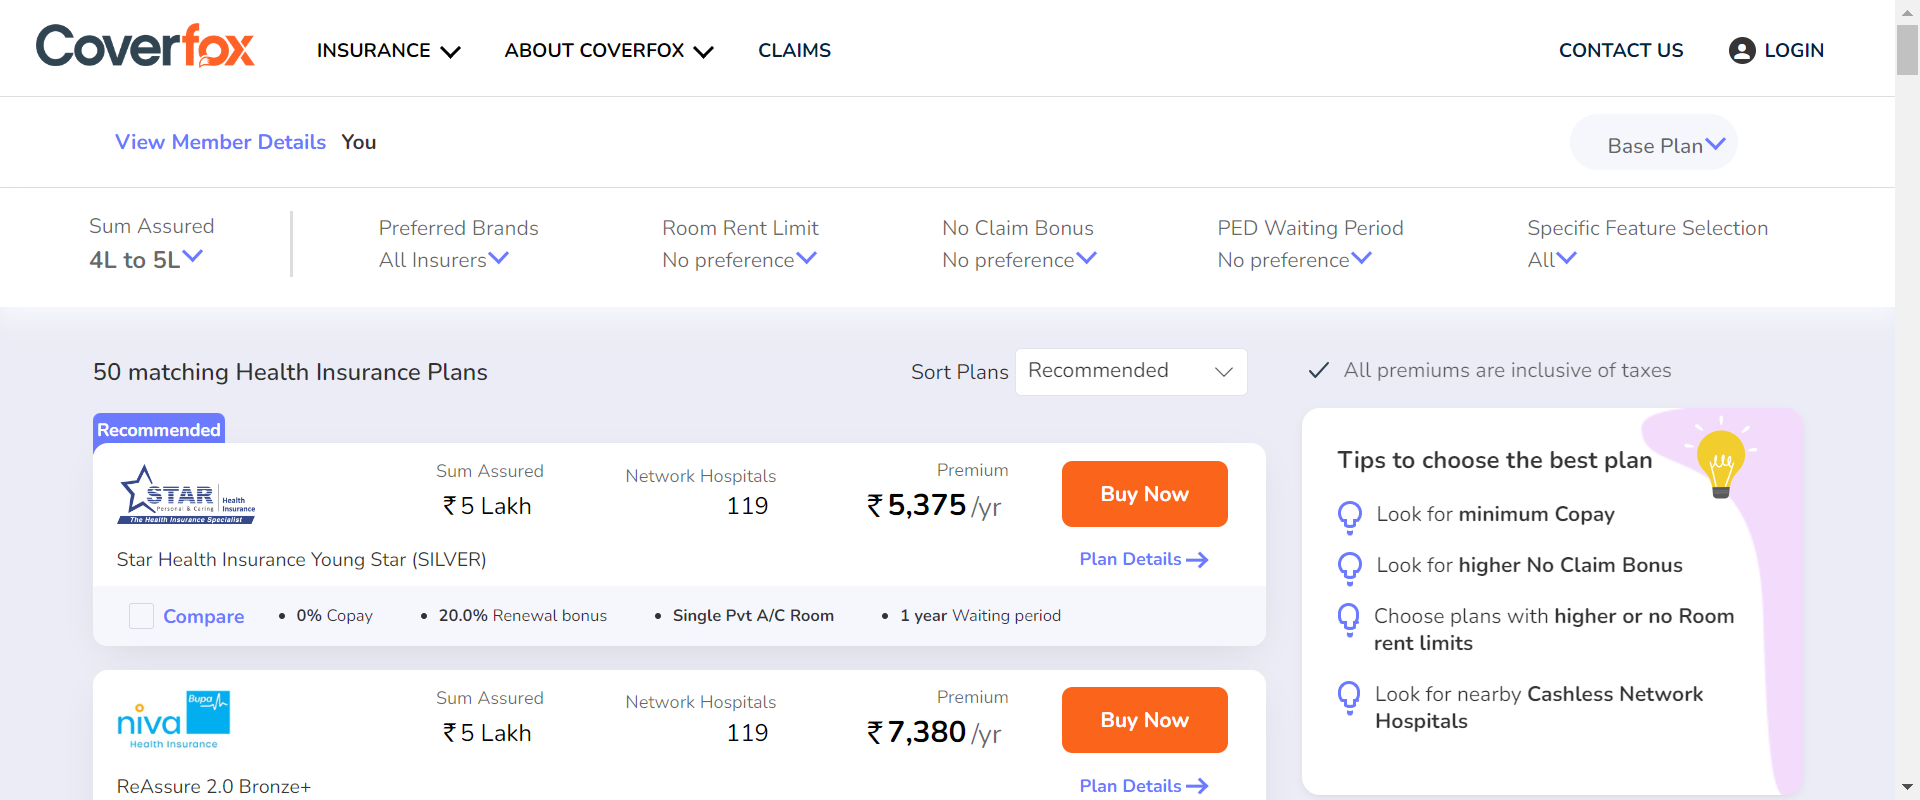 Coverfox INSURANCE ABOUT COVERFOX CLAIMS CONTACT US LOGIN
View Member Details You Base Plan
Sum Assured Preferred Brands Room Rent Limit No Claim Bonus PED Waiting Period Specific Feature Selection
4L to 5L All Insurers No preference No preference No preference All
50 matching Health Insurance Plans Sort Plans Recommended All premiums are inclusive of taxes
Recommended
STAR Health Insurance
Personal & Caring
The Health Insurance Specialist
Sum Assured Network Hospitals Premium
₹ 5 Lakh 119 ₹ 5,375 /yr Buy Now
Star Health Insurance Young Star (SILVER) Plan Details
Compare • 0% Copay • 20.0% Renewal bonus • Single Pvt A/C Room • 1 year Waiting period
niva Bupa
Health Insurance
Sum Assured Network Hospitals Premium
₹ 5 Lakh 119 ₹ 7,380 /yr Buy Now
ReAssure 2.0 Bronze+ Plan Details
Tips to choose the best plan
Look for minimum Copay
Look for higher No Claim Bonus
Choose plans with higher or no Room
rent limits
Look for nearby Cashless Network
Hospitals